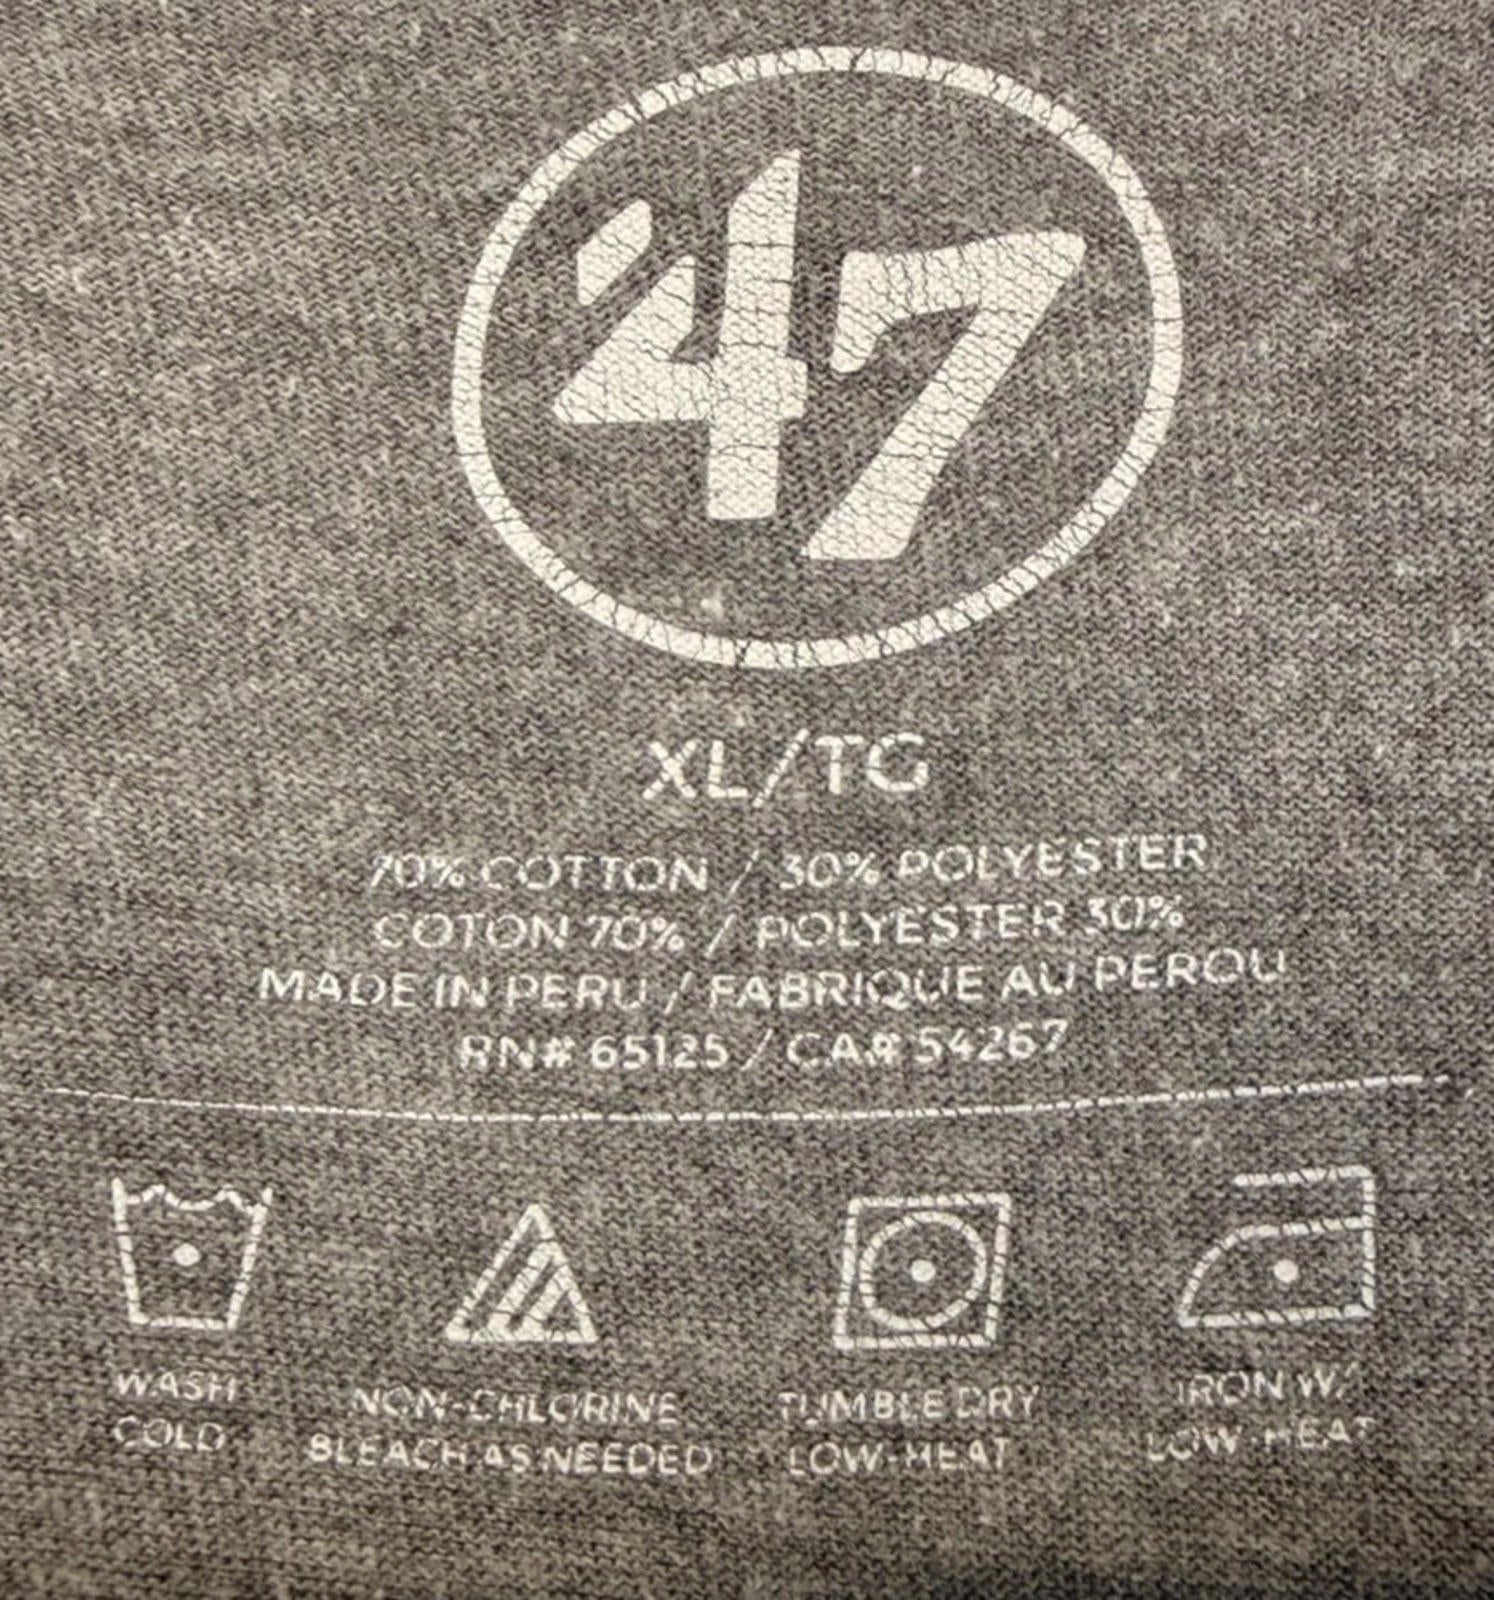 47
XL/TG
70% COTTON / 30% POLYESTER
COTON 70% / POLYESTER 30%
MADE IN PERU / FABRIQUE AU PEROU
RN# 65125 / CA# 54267
WASH
COLD
NON-CHLORINE
BLEACH AS NEEDED
TUMBLE DRY
LOW-HEAT
IRON W/
LOW-HEAT